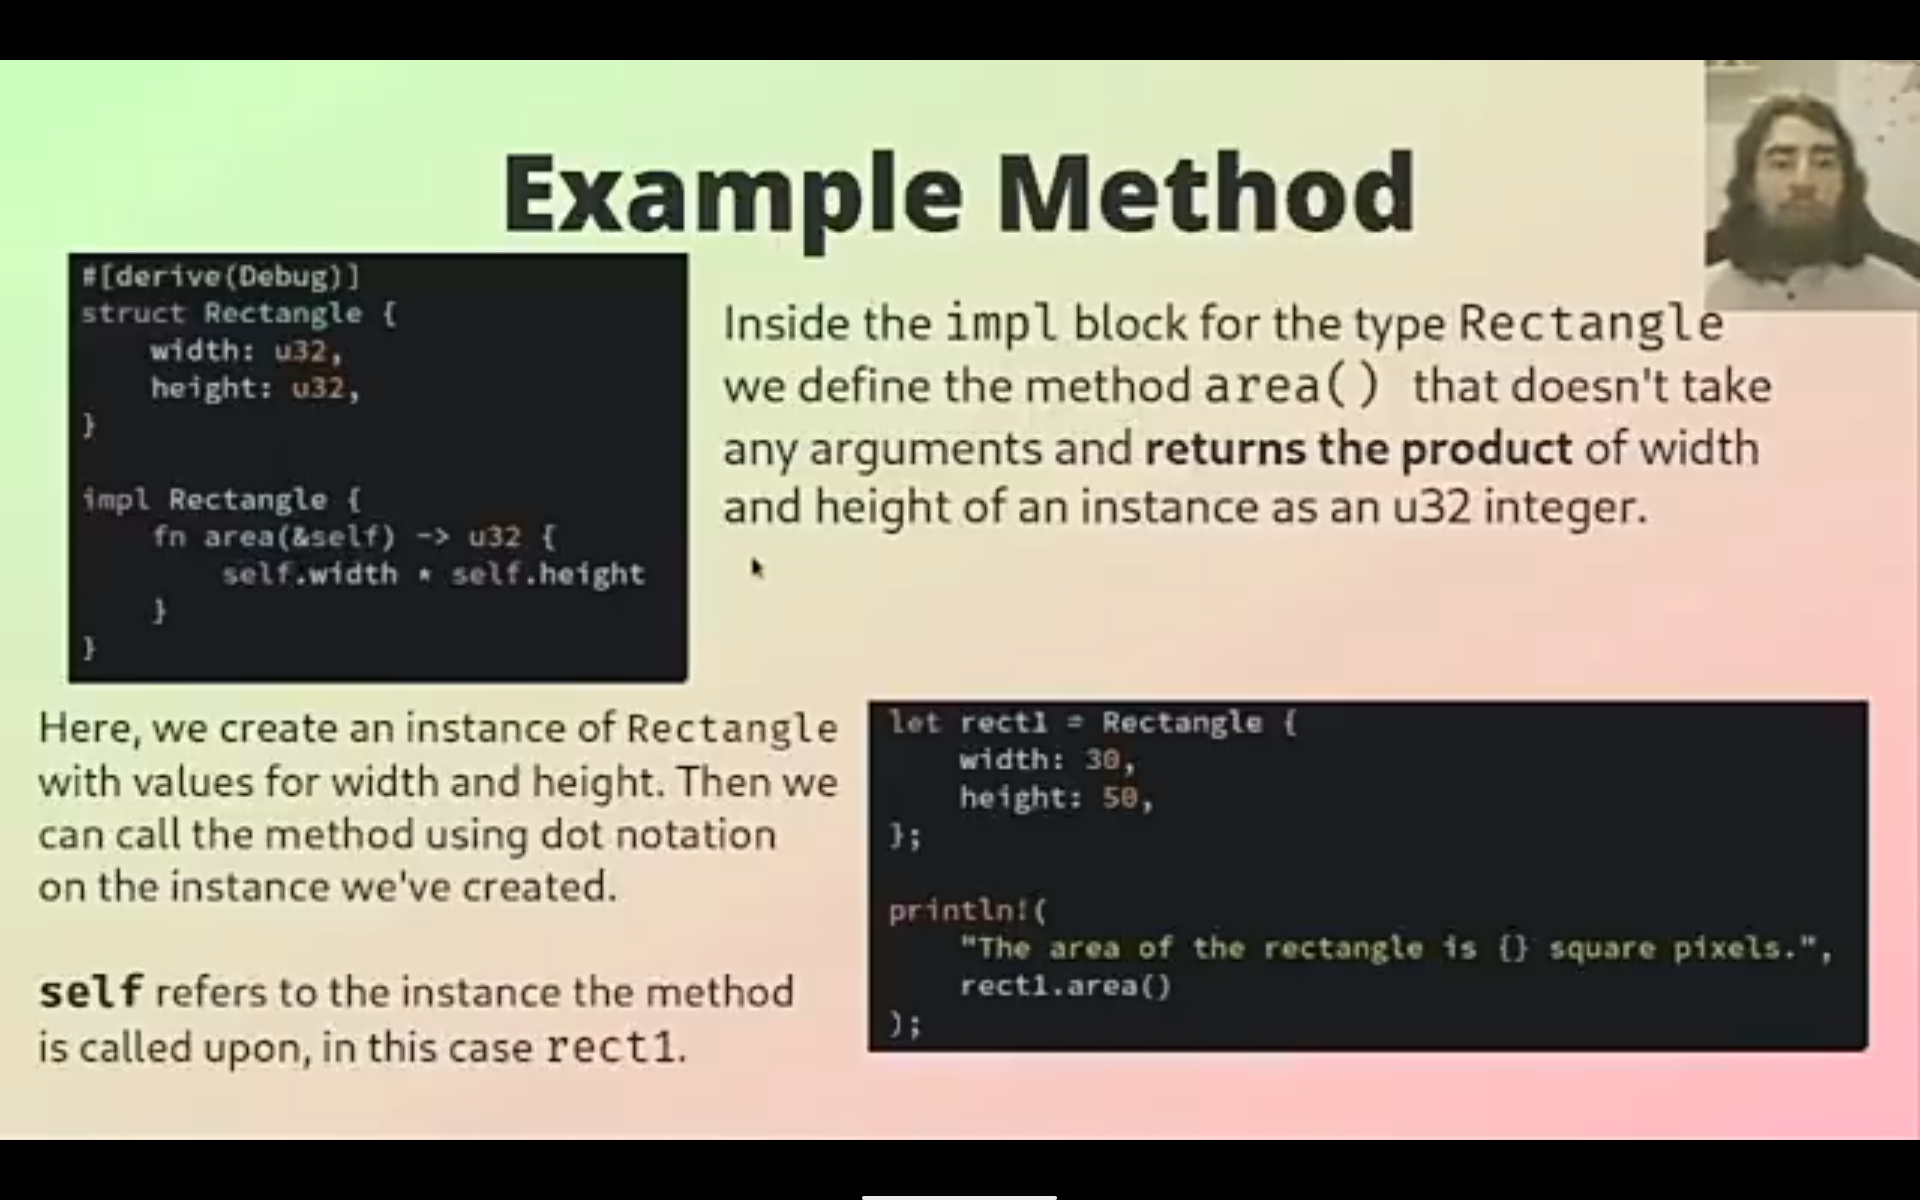 Example Method
#[derive(Debug)]
struct Rectangle {
    width: u32,
    height: u32,
}
impl Rectangle {
    fn area(&self) -> u32 {
        self.width * self.height
    }
}
Inside the impl block for the type Rectangle
we define the method area() that doesn't take
any arguments and returns the product of width
and height of an instance as an u32 integer.
Here, we create an instance of Rectangle
with values for width and height. Then we
can call the method using dot notation
on the instance we've created.
self refers to the instance the method
is called upon, in this case rect1.
let rect1 = Rectangle {
    width: 30,
    height: 50,
};
println!(
    "The area of the rectangle is {} square pixels.",
    rect1.area()
);